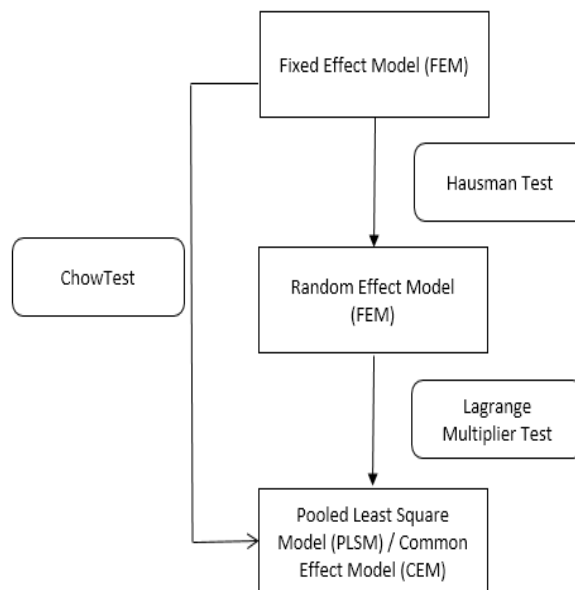 Fixed Effect Model (FEM)
Hausman Test
ChowTest
Random Effect Model
(FEM)
Lagrange
Multiplier Test
Pooled Least Square
Model (PLSM) / Common
Effect Model (CEM)